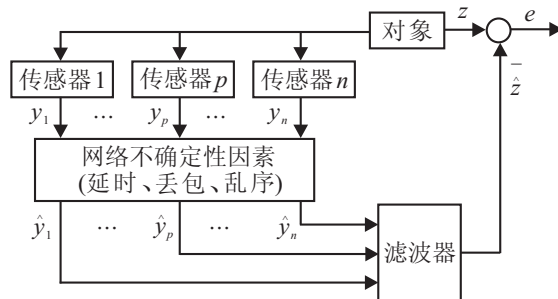 对象
z
e
−
ẑ
传感器1
传感器p
传感器n
y₁ … yₚ … yₙ
网络不确定性因素
(延时、丢包、乱序)
ŷ₁ … ŷₚ … ŷₙ
滤波器